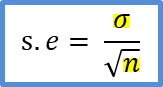 s.e = σ/√n